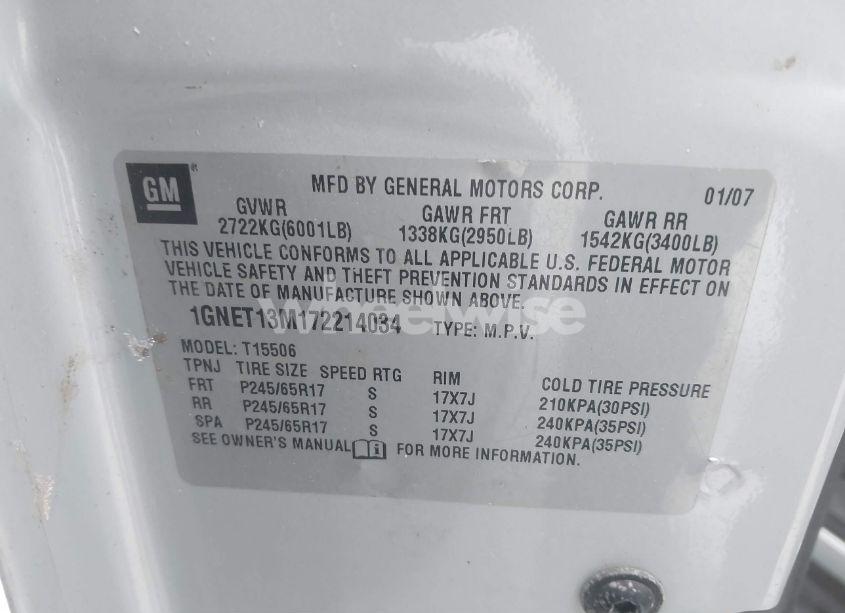 GM
MFD BY GENERAL MOTORS CORP. 01/07
GVWR GAWR FRT GAWR RR
2722KG(6001LB) 1338KG(2950LB) 1542KG(3400LB)
THIS VEHICLE CONFORMS TO ALL APPLICABLE U.S. FEDERAL MOTOR
VEHICLE SAFETY AND THEFT PREVENTION STANDARDS IN EFFECT ON
THE DATE OF MANUFACTURE SHOWN ABOVE.
wheelwise
1GNET13M172214034 TYPE: M.P.V.
MODEL: T15506
TPNJ TIRE SIZE SPEED RTG RIM COLD TIRE PRESSURE
FRT P245/65R17 S 17X7J 210KPA(30PSI)
RR P245/65R17 S 17X7J 240KPA(35PSI)
SPA P245/65R17 S 17X7J 240KPA(35PSI)
SEE OWNER'S MANUAL FOR MORE INFORMATION.